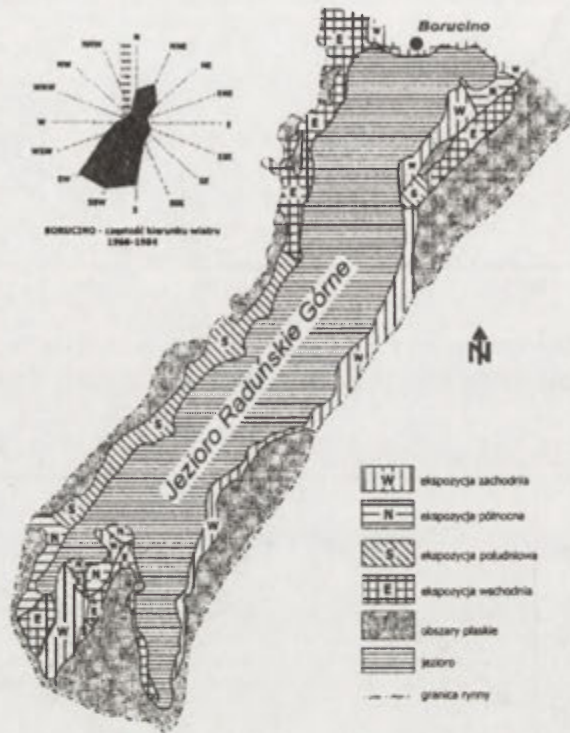 Borucino
N
NNE
NE
ENE
E
ESE
SE
SSE
S
SSW
SW
WSW
W
WNW
NW
NNW
BORUCINO - częstość kierunku wiatru
1960-1984
Jezioro Raduńskie Górne
E
W
N
W
E
E
W
E
E
N
S
W
S
S
W
N
N
E
W
E
N
W ekspozycja zachodnia
N ekspozycja północna
S ekspozycja południowa
E ekspozycja wschodnia
obszary płaskie
jezioro
granica rynny